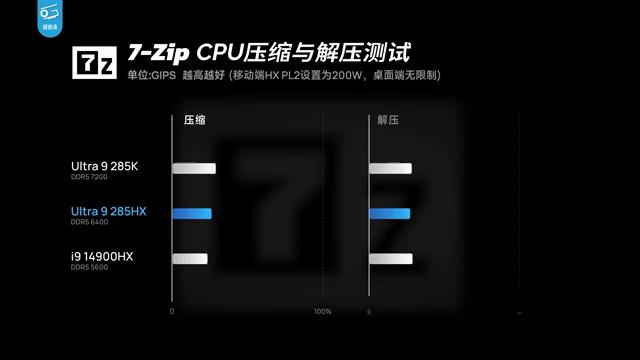 7z
7-Zip CPU压缩与解压测试
单位:GIPS 越高越好 (移动端HX PL2设置为200W，桌面端无限制)
压缩
解压
Ultra 9 285K
DDR5 7200
Ultra 9 285HX
DDR5 6400
i9 14900HX
DDR5 5600
0
100%
0